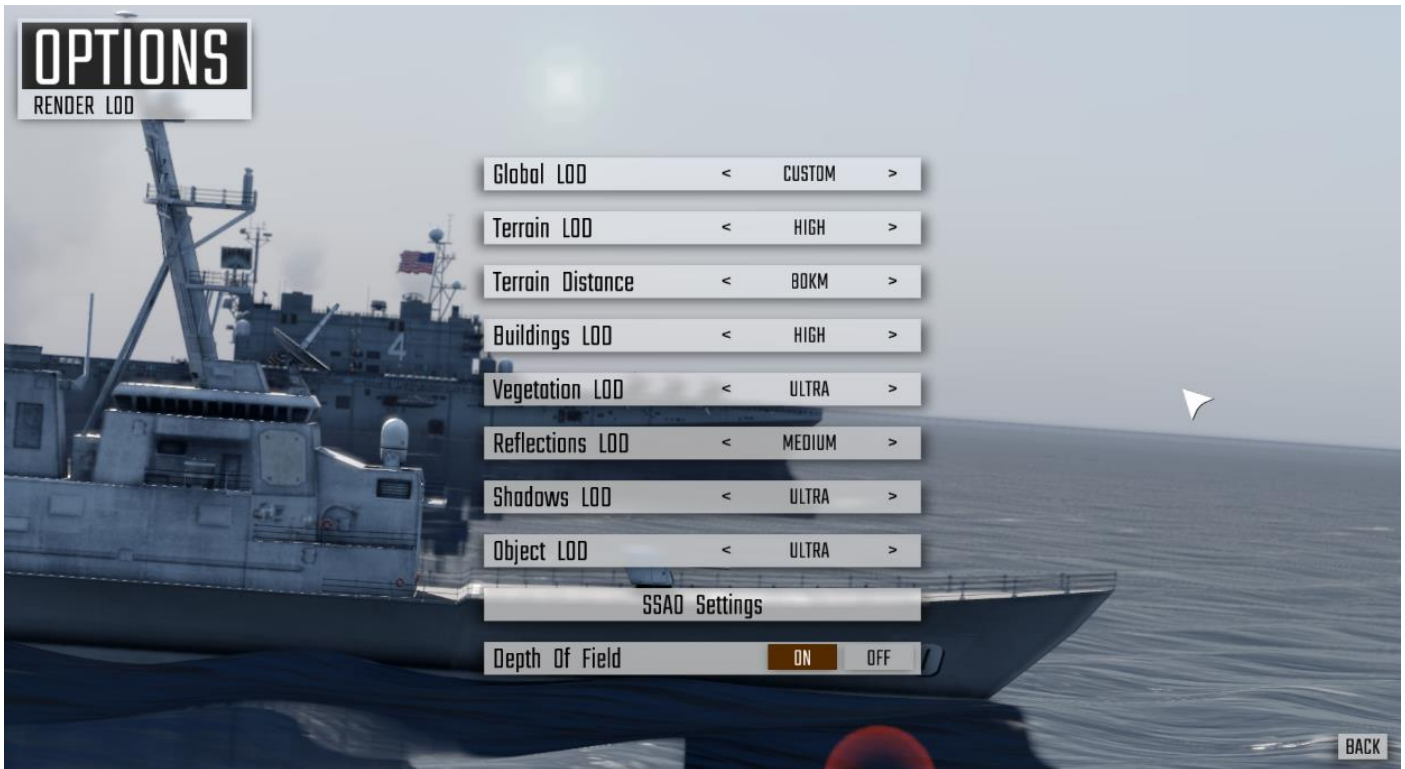 OPTIONS
RENDER LOD
Global LOD < CUSTOM >
Terrain LOD < HIGH >
Terrain Distance < 80KM >
Buildings LOD < HIGH >
Vegetation LOD < ULTRA >
Reflections LOD < MEDIUM >
Shadows LOD < ULTRA >
Object LOD < ULTRA >
SSAO Settings
Depth Of Field ON OFF
4
BACK